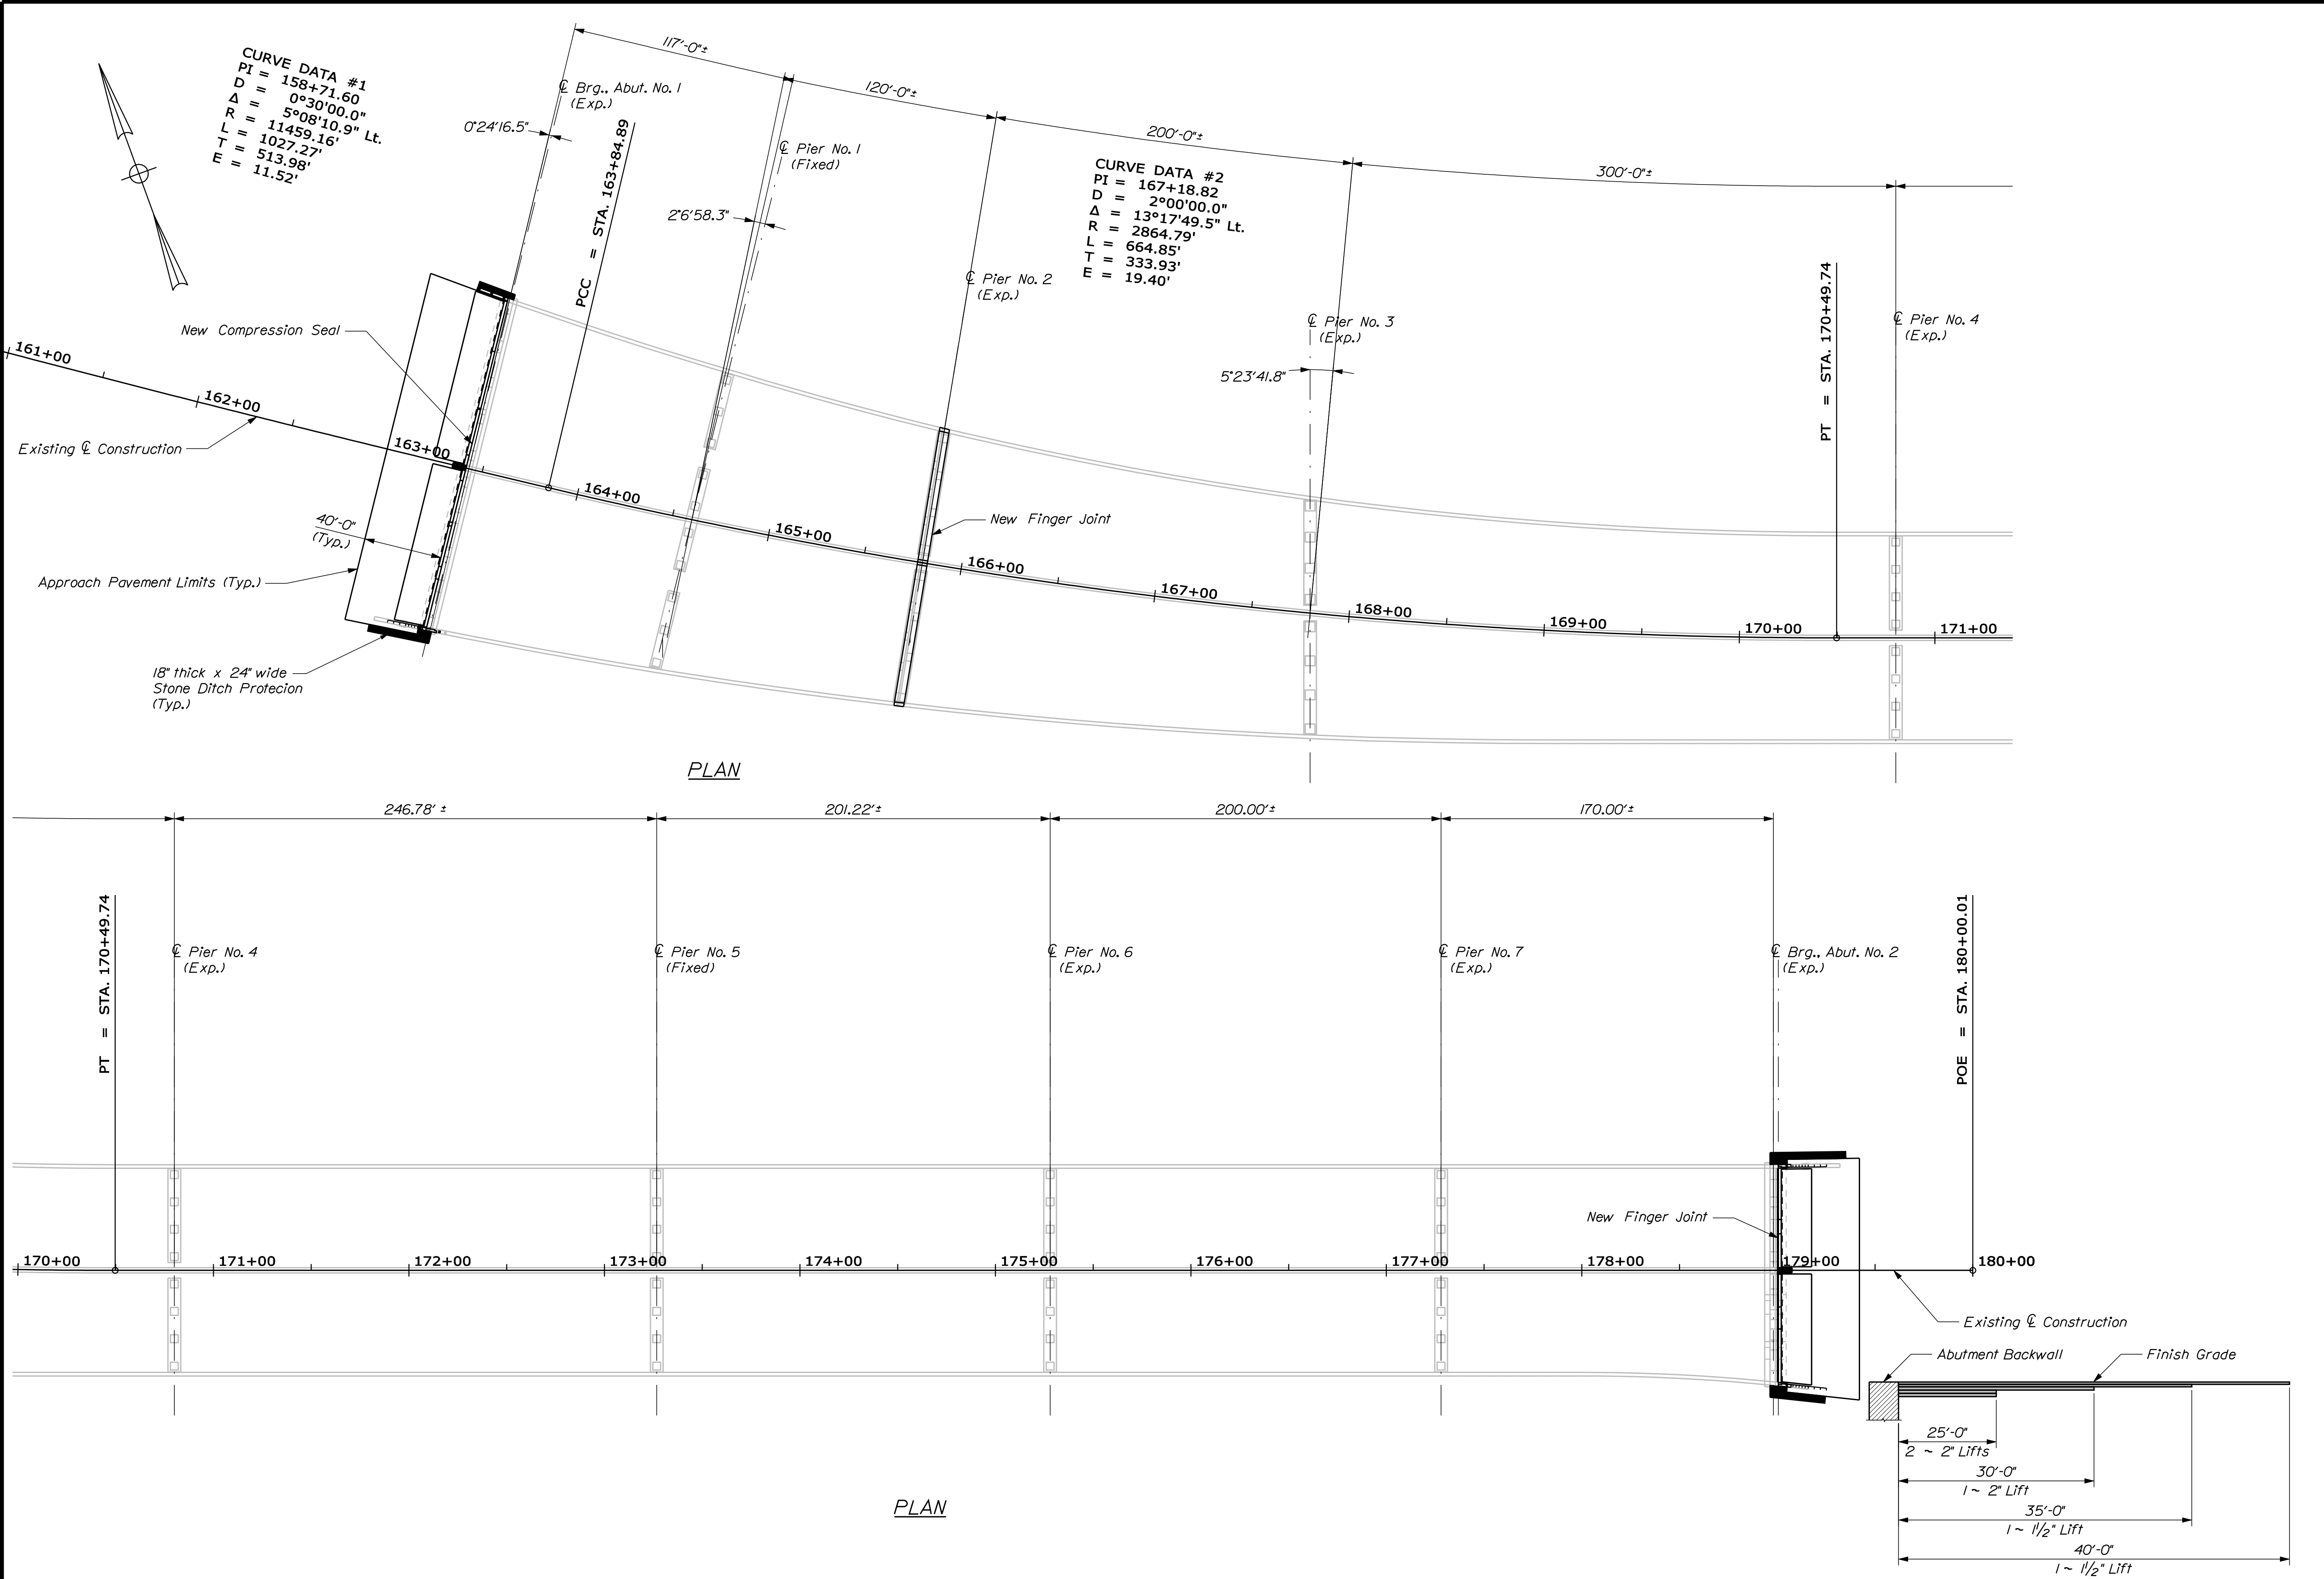 CURVE DATA #1
PI = 158+71.60
D = 0°30'00.0"
Δ = 5°08'10.9" Lt.
R = 11459.16'
L = 1027.27'
T = 513.98'
E = 11.52'
117'-0"±
120'-0"±
200'-0"±
300'-0"±
℄ Brg., Abut. No. 1
(Exp.)
0°24'16.5"
PCC = STA. 163+84.89
℄ Pier No. 1
(Fixed)
2°6'58.3"
CURVE DATA #2
PI = 167+18.82
D = 2°00'00.0"
Δ = 13°17'49.5" Lt.
R = 2864.79'
L = 664.85'
T = 333.93'
E = 19.40'
℄ Pier No. 2
(Exp.)
℄ Pier No. 3
(Exp.)
5°23'41.8"
PT = STA. 170+49.74
℄ Pier No. 4
(Exp.)
New Compression Seal
161+00
162+00
163+00
164+00
165+00
166+00
167+00
168+00
169+00
170+00
171+00
Existing ℄ Construction
New Finger Joint
40'-0"
(Typ.)
Approach Pavement Limits (Typ.)
18" thick x 24" wide
Stone Ditch Protecion
(Typ.)
PLAN
246.78' ±
201.22'±
200.00'±
170.00'±
PT = STA. 170+49.74
℄ Pier No. 4
(Exp.)
℄ Pier No. 5
(Fixed)
℄ Pier No. 6
(Exp.)
℄ Pier No. 7
(Exp.)
℄ Brg., Abut. No. 2
(Exp.)
POE = STA. 180+00.01
New Finger Joint
170+00
171+00
172+00
173+00
174+00
175+00
176+00
177+00
178+00
179+00
180+00
Existing ℄ Construction
Abutment Backwall
Finish Grade
25'-0"
2 ~ 2" Lifts
30'-0"
1 ~ 2" Lift
35'-0"
1 ~ 1½" Lift
40'-0"
1 ~ 1½" Lift
PLAN